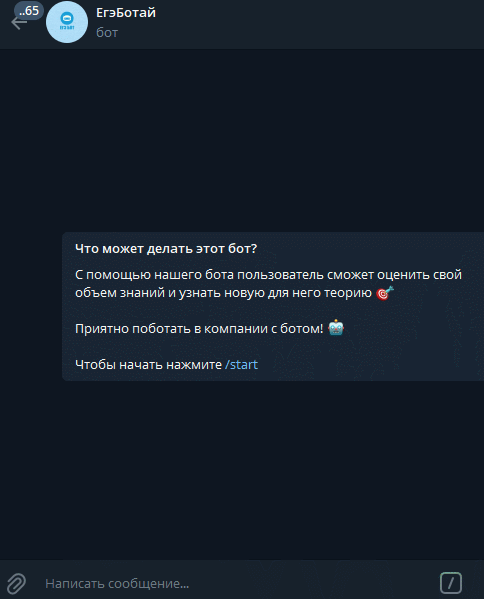 ..65
ЕгэБотай
бот
Что может делать этот бот?
С помощью нашего бота пользователь сможет оценить свой
объем знаний и узнать новую для него теорию
Приятно поботать в компании с ботом!
Чтобы начать нажмите /start
Написать сообщение...
/